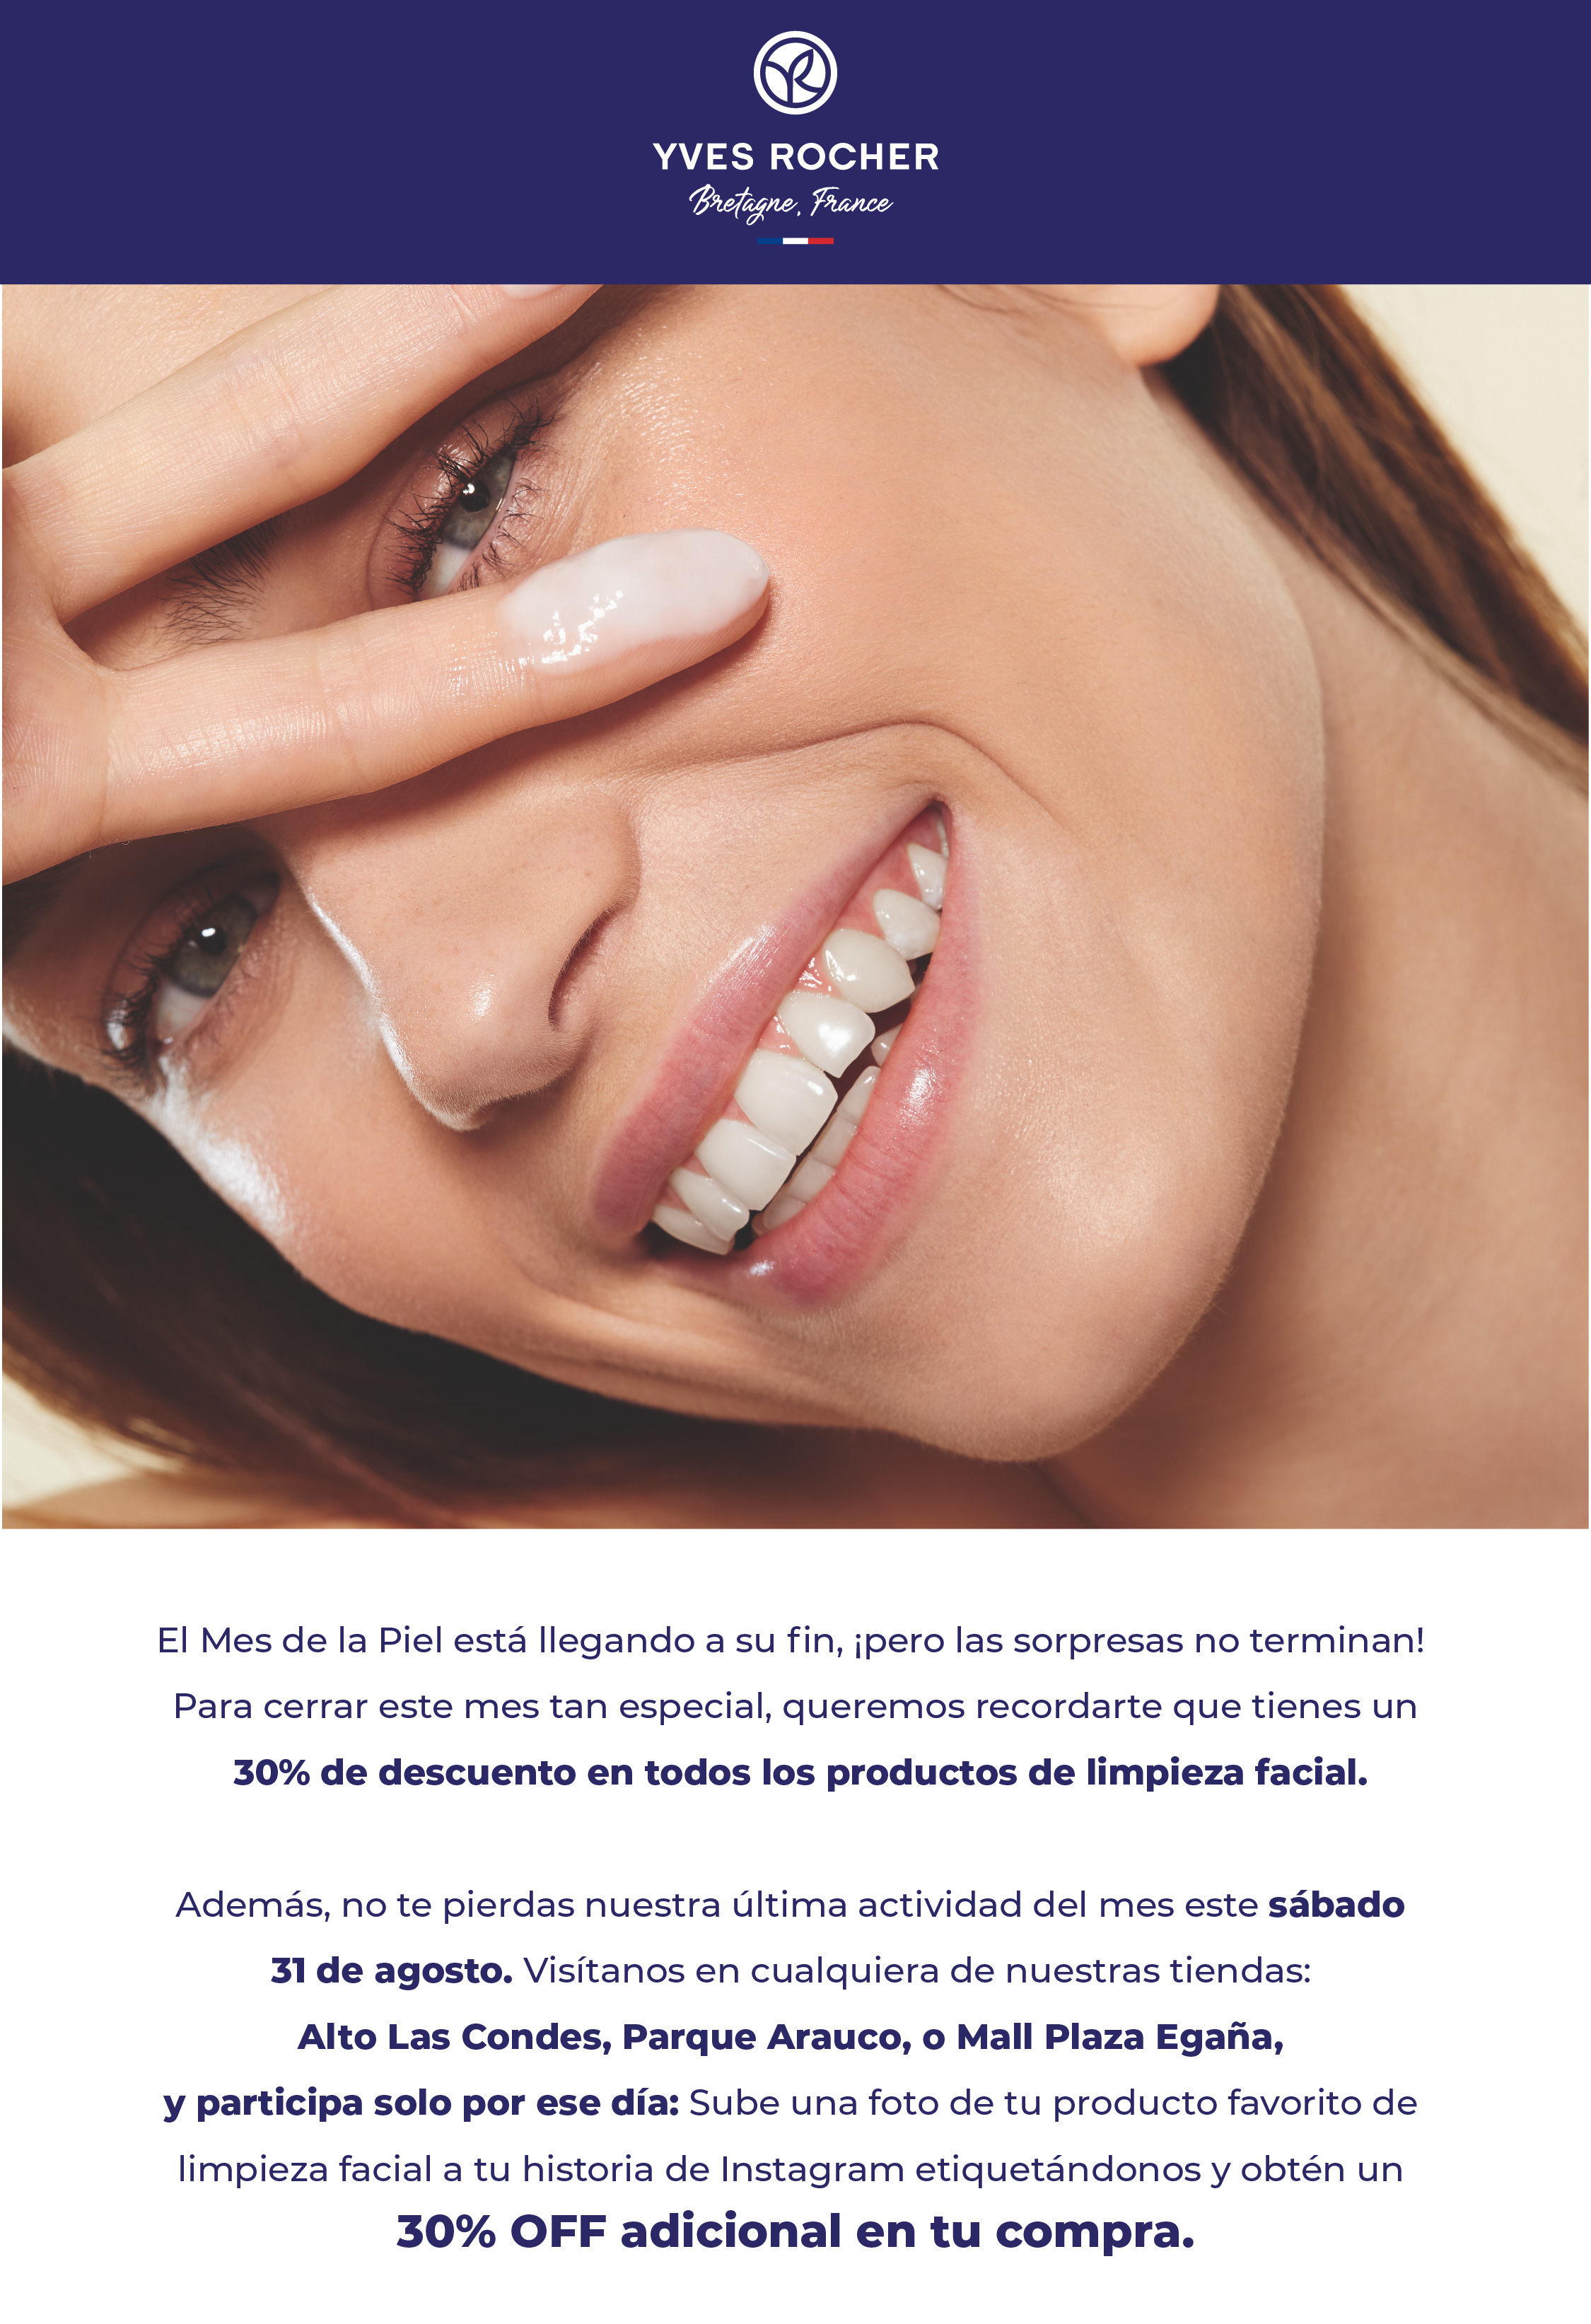 YVES ROCHER
Bretagne, France
El Mes de la Piel está llegando a su fin, ¡pero las sorpresas no terminan!
Para cerrar este mes tan especial, queremos recordarte que tienes un
30% de descuento en todos los productos de limpieza facial.
Además, no te pierdas nuestra última actividad del mes este sábado
31 de agosto. Visítanos en cualquiera de nuestras tiendas:
Alto Las Condes, Parque Arauco, o Mall Plaza Egaña,
y participa solo por ese día: Sube una foto de tu producto favorito de
limpieza facial a tu historia de Instagram etiquetándonos y obtén un
30% OFF adicional en tu compra.